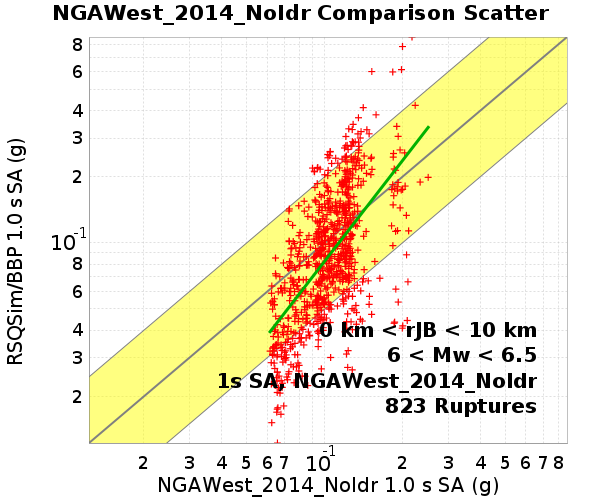 NGAWest_2014_NoIdr Comparison Scatter
8
6
4
3
2
10-1
8
6
4
3
2
RSQSim/BBP 1.0 s SA (g)
0 km < rJB < 10 km
6 < Mw < 6.5
1s SA, NGAWest_2014_NoIdr
823 Ruptures
2 3 4 5 6 7 10-1 2 3 4 5 6 7 8
NGAWest_2014_NoIdr 1.0 s SA (g)